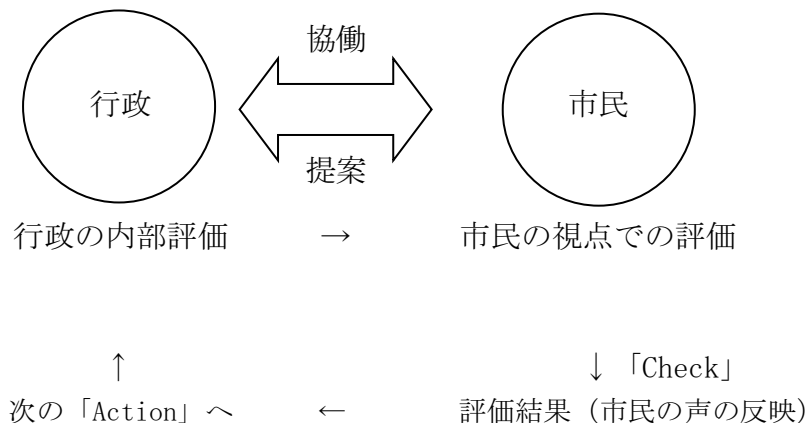 協働
行政
市民
提案
行政の内部評価 → 市民の視点での評価
↑ ↓「Check」
次の「Action」へ ← 評価結果（市民の声の反映）